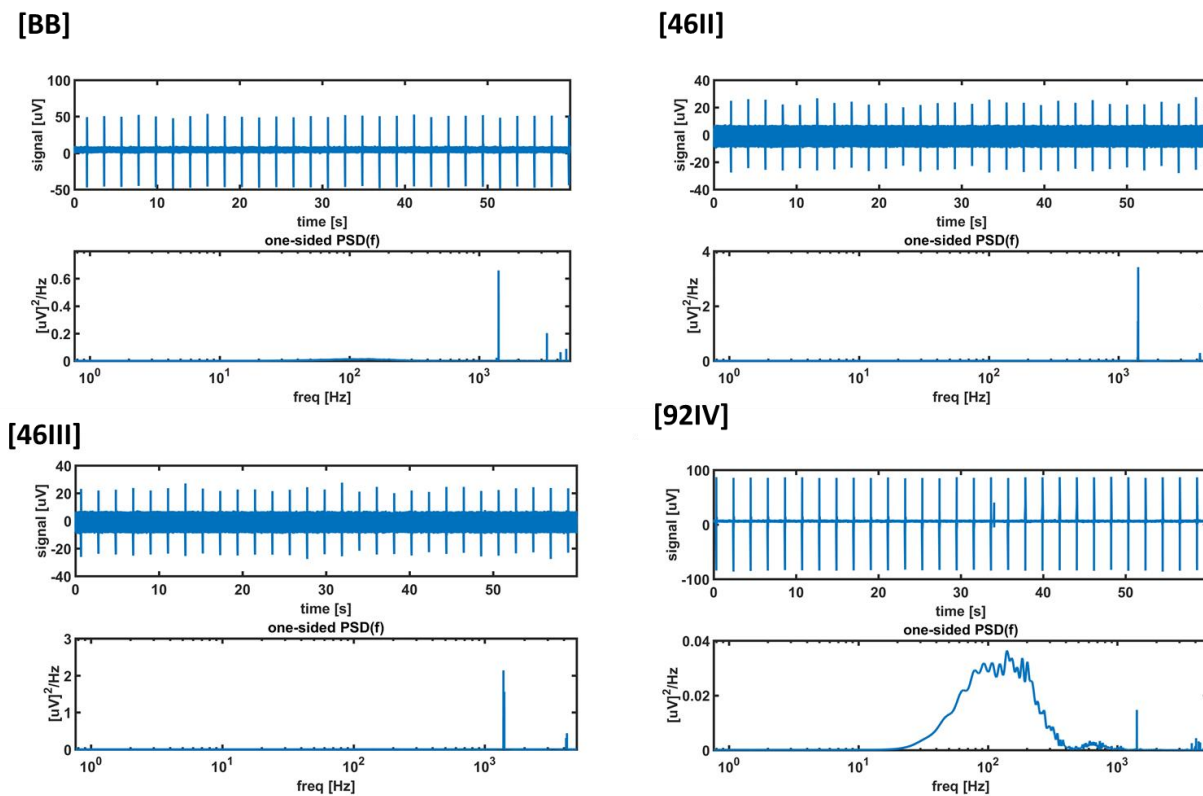 [BB]
signal [uV]
100
50
0
-50
0 10 20 30 40 50
time [s]
one-sided PSD(f)
[uV]²/Hz
0.6
0.4
0.2
0
10⁰ 10¹ 10² 10³
freq [Hz]
[46II]
signal [uV]
40
20
0
-20
-40
0 10 20 30 40 50
time [s]
one-sided PSD(f)
[uV]²/Hz
4
2
0
10⁰ 10¹ 10² 10³
freq [Hz]
[46III]
signal [uV]
40
20
0
-20
-40
0 10 20 30 40 50
time [s]
one-sided PSD(f)
[uV]²/Hz
3
2
1
0
10⁰ 10¹ 10² 10³
freq [Hz]
[92IV]
signal [uV]
100
0
-100
0 10 20 30 40 50
time [s]
one-sided PSD(f)
[uV]²/Hz
0.04
0.02
0
10⁰ 10¹ 10² 10³
freq [Hz]